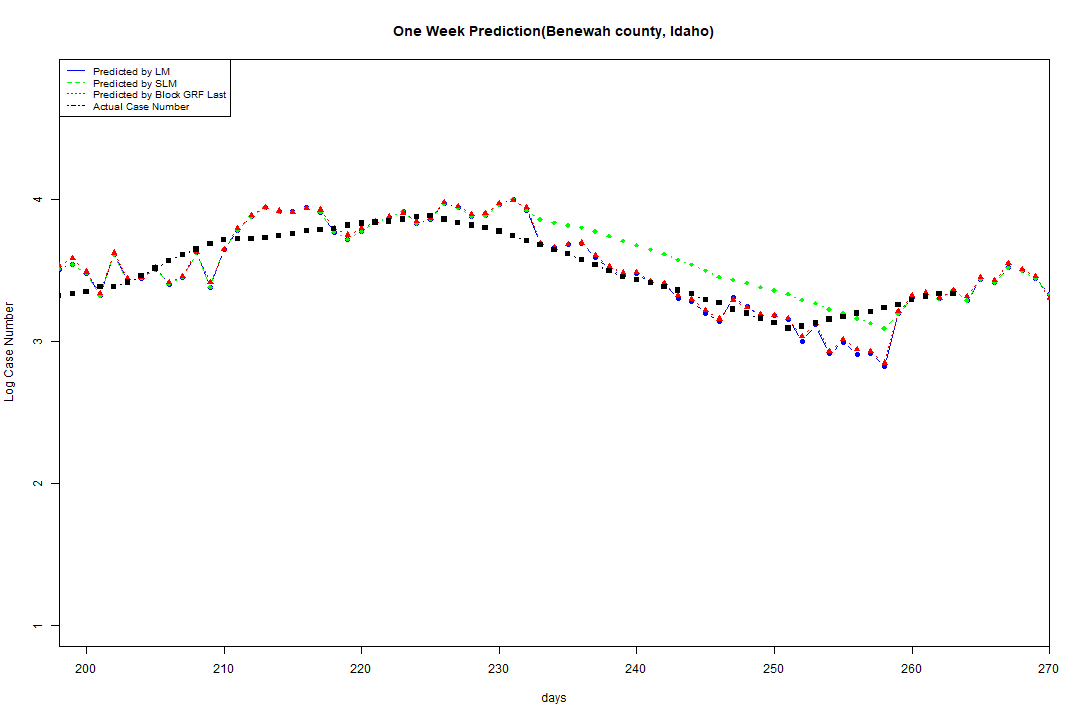 One Week Prediction(Benewah county, Idaho)
Predicted by LM
Predicted by SLM
Predicted by Block GRF Last
Actual Case Number
4
3
2
1
Log Case Number
200 210 220 230 240 250 260 270
days